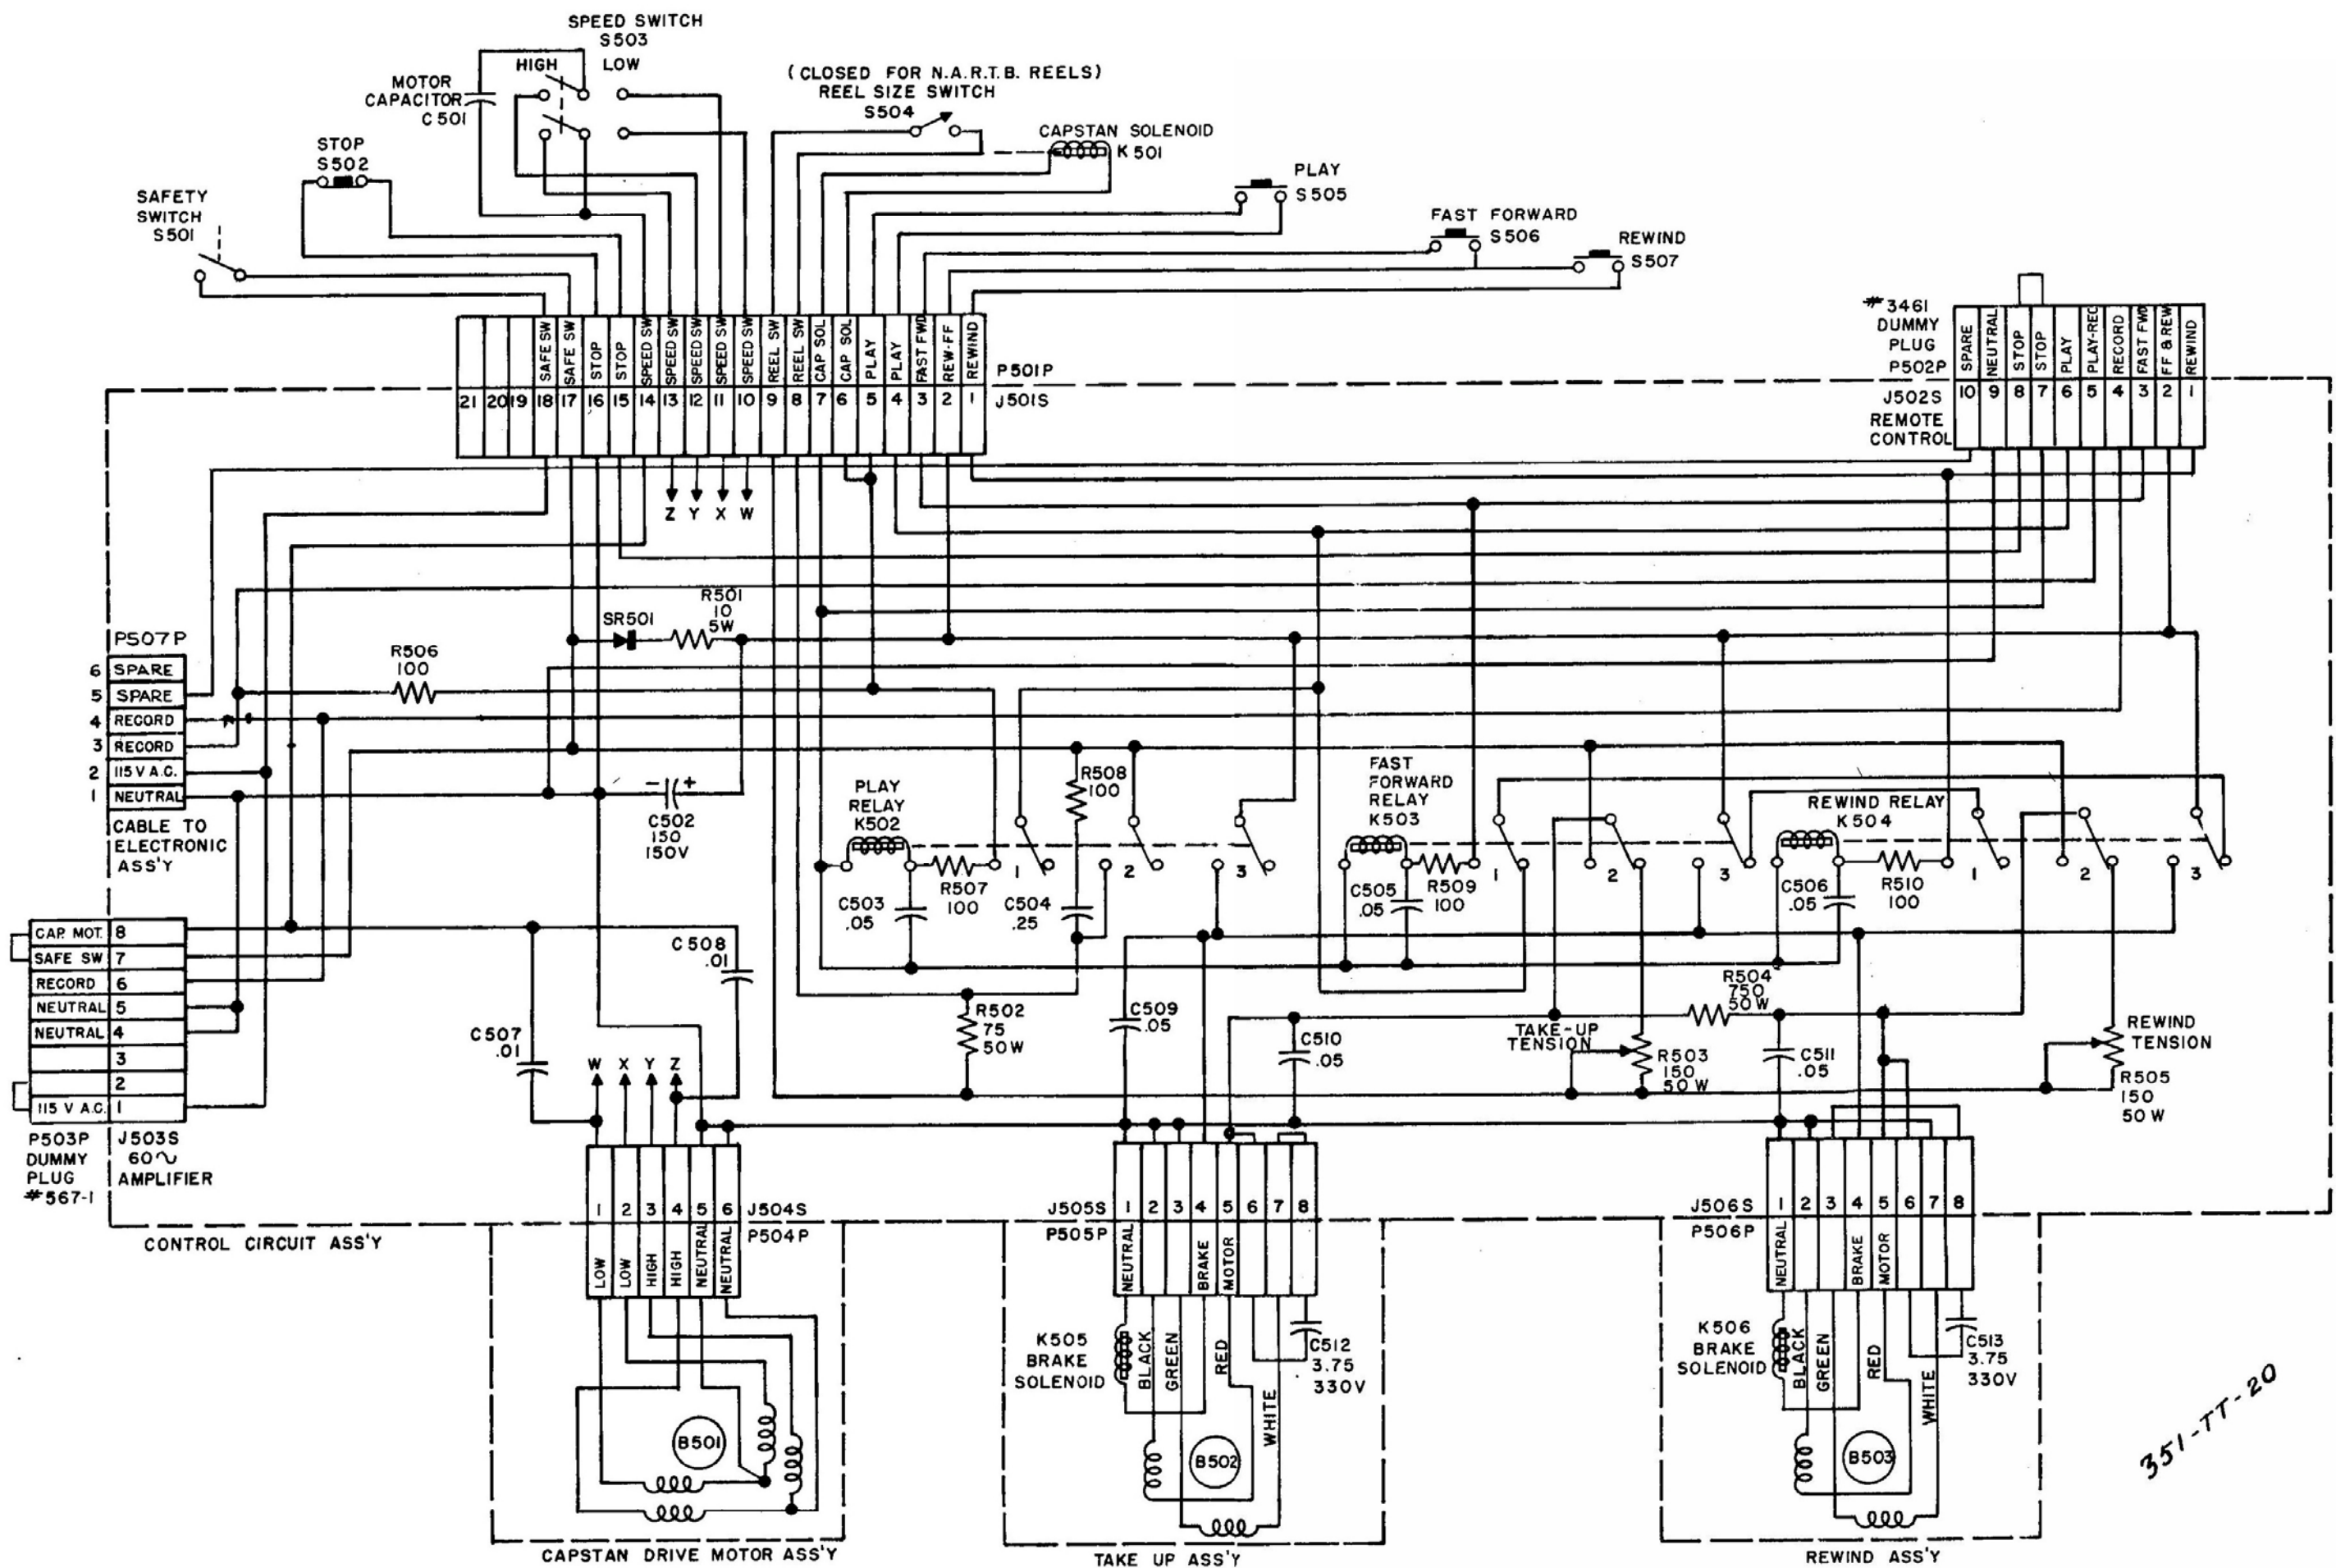 SPEED SWITCH
S503
HIGH LOW
MOTOR
CAPACITOR
C501
(CLOSED FOR N.A.R.T.B. REELS)
REEL SIZE SWITCH
S504
CAPSTAN SOLENOID
K501
STOP
S502
PLAY
S505
SAFETY
SWITCH
S501
FAST FORWARD
S506
REWIND
S507
SAFE SW
SAFE SW
STOP
STOP
SPEED SW
SPEED SW
SPEED SW
SPEED SW
SPEED SW
REEL SW
REEL SW
CAP SOL
CAP SOL
PLAY
PLAY
FAST FWD
REW-FF
REWIND
P501P
21 20 19 18 17 16 15 14 13 12 11 10 9 8 7 6 5 4 3 2 1
J501S
#3461
DUMMY
PLUG
P502P
SPARE
NEUTRAL
STOP
STOP
PLAY
PLAY-REC
RECORD
FAST FWD
FF & REW
REWIND
J502S
REMOTE
CONTROL
10 9 8 7 6 5 4 3 2 1
Z Y X W
R501
10
5W
SR501
R506
100
P507P
6 SPARE
5 SPARE
4 RECORD
3 RECORD
2 115 V A.C.
1 NEUTRAL
CABLE TO
ELECTRONIC
ASS'Y
- +
C502
150
150V
PLAY
RELAY
K502
R508
100
C503
.05
R507
100
C504
.25
1 2 3
FAST
FORWARD
RELAY
K503
C505
.05
R509
100
1 2 3
REWIND RELAY
K504
C506
.05
R510
100
1 2 3
CAP. MOT. 8
SAFE SW 7
RECORD 6
NEUTRAL 5
NEUTRAL 4
3
2
115 V A.C. 1
P503P
DUMMY
PLUG
#567-1
J503S
60~
AMPLIFIER
C508
.01
C507
.01
R502
75
50W
C509
.05
C510
.05
TAKE-UP
TENSION
R503
150
50W
R504
750
50W
C511
.05
REWIND
TENSION
R505
150
50W
W X Y Z
1 2 3 4 5 6
J504S
P504P
LOW
LOW
HIGH
HIGH
NEUTRAL
NEUTRAL
B501
CONTROL CIRCUIT ASS'Y
CAPSTAN DRIVE MOTOR ASS'Y
J505S
P505P
1 2 3 4 5 6 7 8
NEUTRAL
BRAKE
MOTOR
K505
BRAKE
SOLENOID
BLACK
GREEN
RED
WHITE
C512
3.75
330V
B502
TAKE UP ASS'Y
J506S
P506P
1 2 3 4 5 6 7 8
NEUTRAL
BRAKE
MOTOR
K506
BRAKE
SOLENOID
BLACK
GREEN
RED
WHITE
C513
3.75
330V
B503
REWIND ASS'Y
351-TT-20